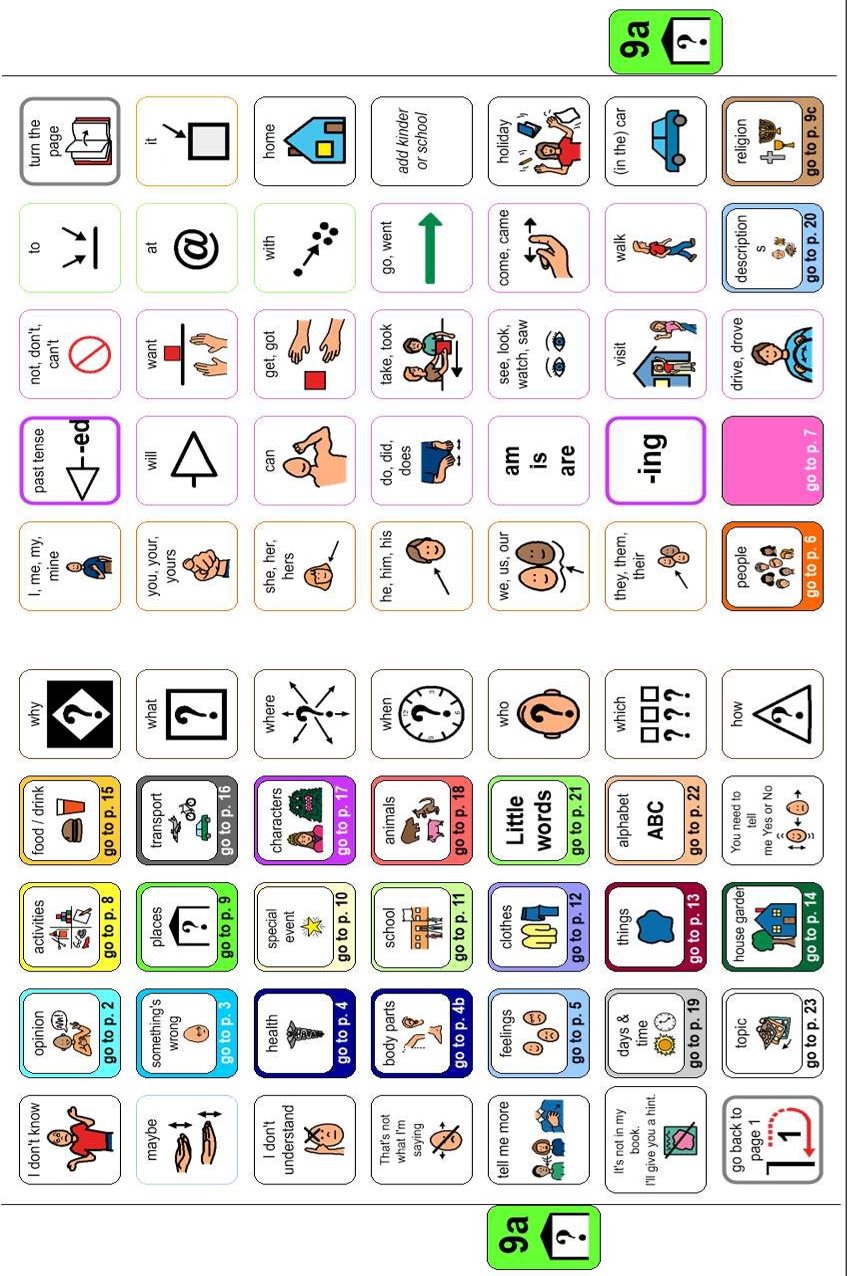 I don't know
opinion
go to p. 2
activities
go to p. 8
food / drink
go to p. 15
why
?
I, me, my,
mine
past tense
-ed
not, don't,
can't
to
turn the
page
maybe
something's
wrong
go to p. 3
places
?
go to p. 9
transport
go to p. 16
what
?
you, your,
yours
will
want
at
@
it
I don't
understand
health
go to p. 4
special
event
go to p. 10
characters
go to p. 17
where
?
she, her,
hers
can
get, got
with
home
That's not
what I'm
saying
body parts
go to p. 4b
school
go to p. 11
animals
go to p. 18
when
?
he, him, his
do, did,
does
take, took
go, went
add kinder
or school
9a
?
tell me more
feelings
go to p. 5
clothes
go to p. 12
Little
words
go to p. 21
who
?
we, us, our
am
is
are
see, look,
watch, saw
come, came
holiday
It's not in my
book.
I'll give you a hint.
days &
time
go to p. 19
things
go to p. 13
alphabet
ABC
go to p. 22
which
? ? ?
they, them,
their
-ing
visit
walk
(in the) car
9a
?
go back to
page 1
1
topic
go to p. 23
house garden
go to p. 14
You need to
tell
me Yes or No
how
?
people
go to p. 6
go to p. 7
drive, drove
description
s
go to p. 20
religion
go to p. 9c